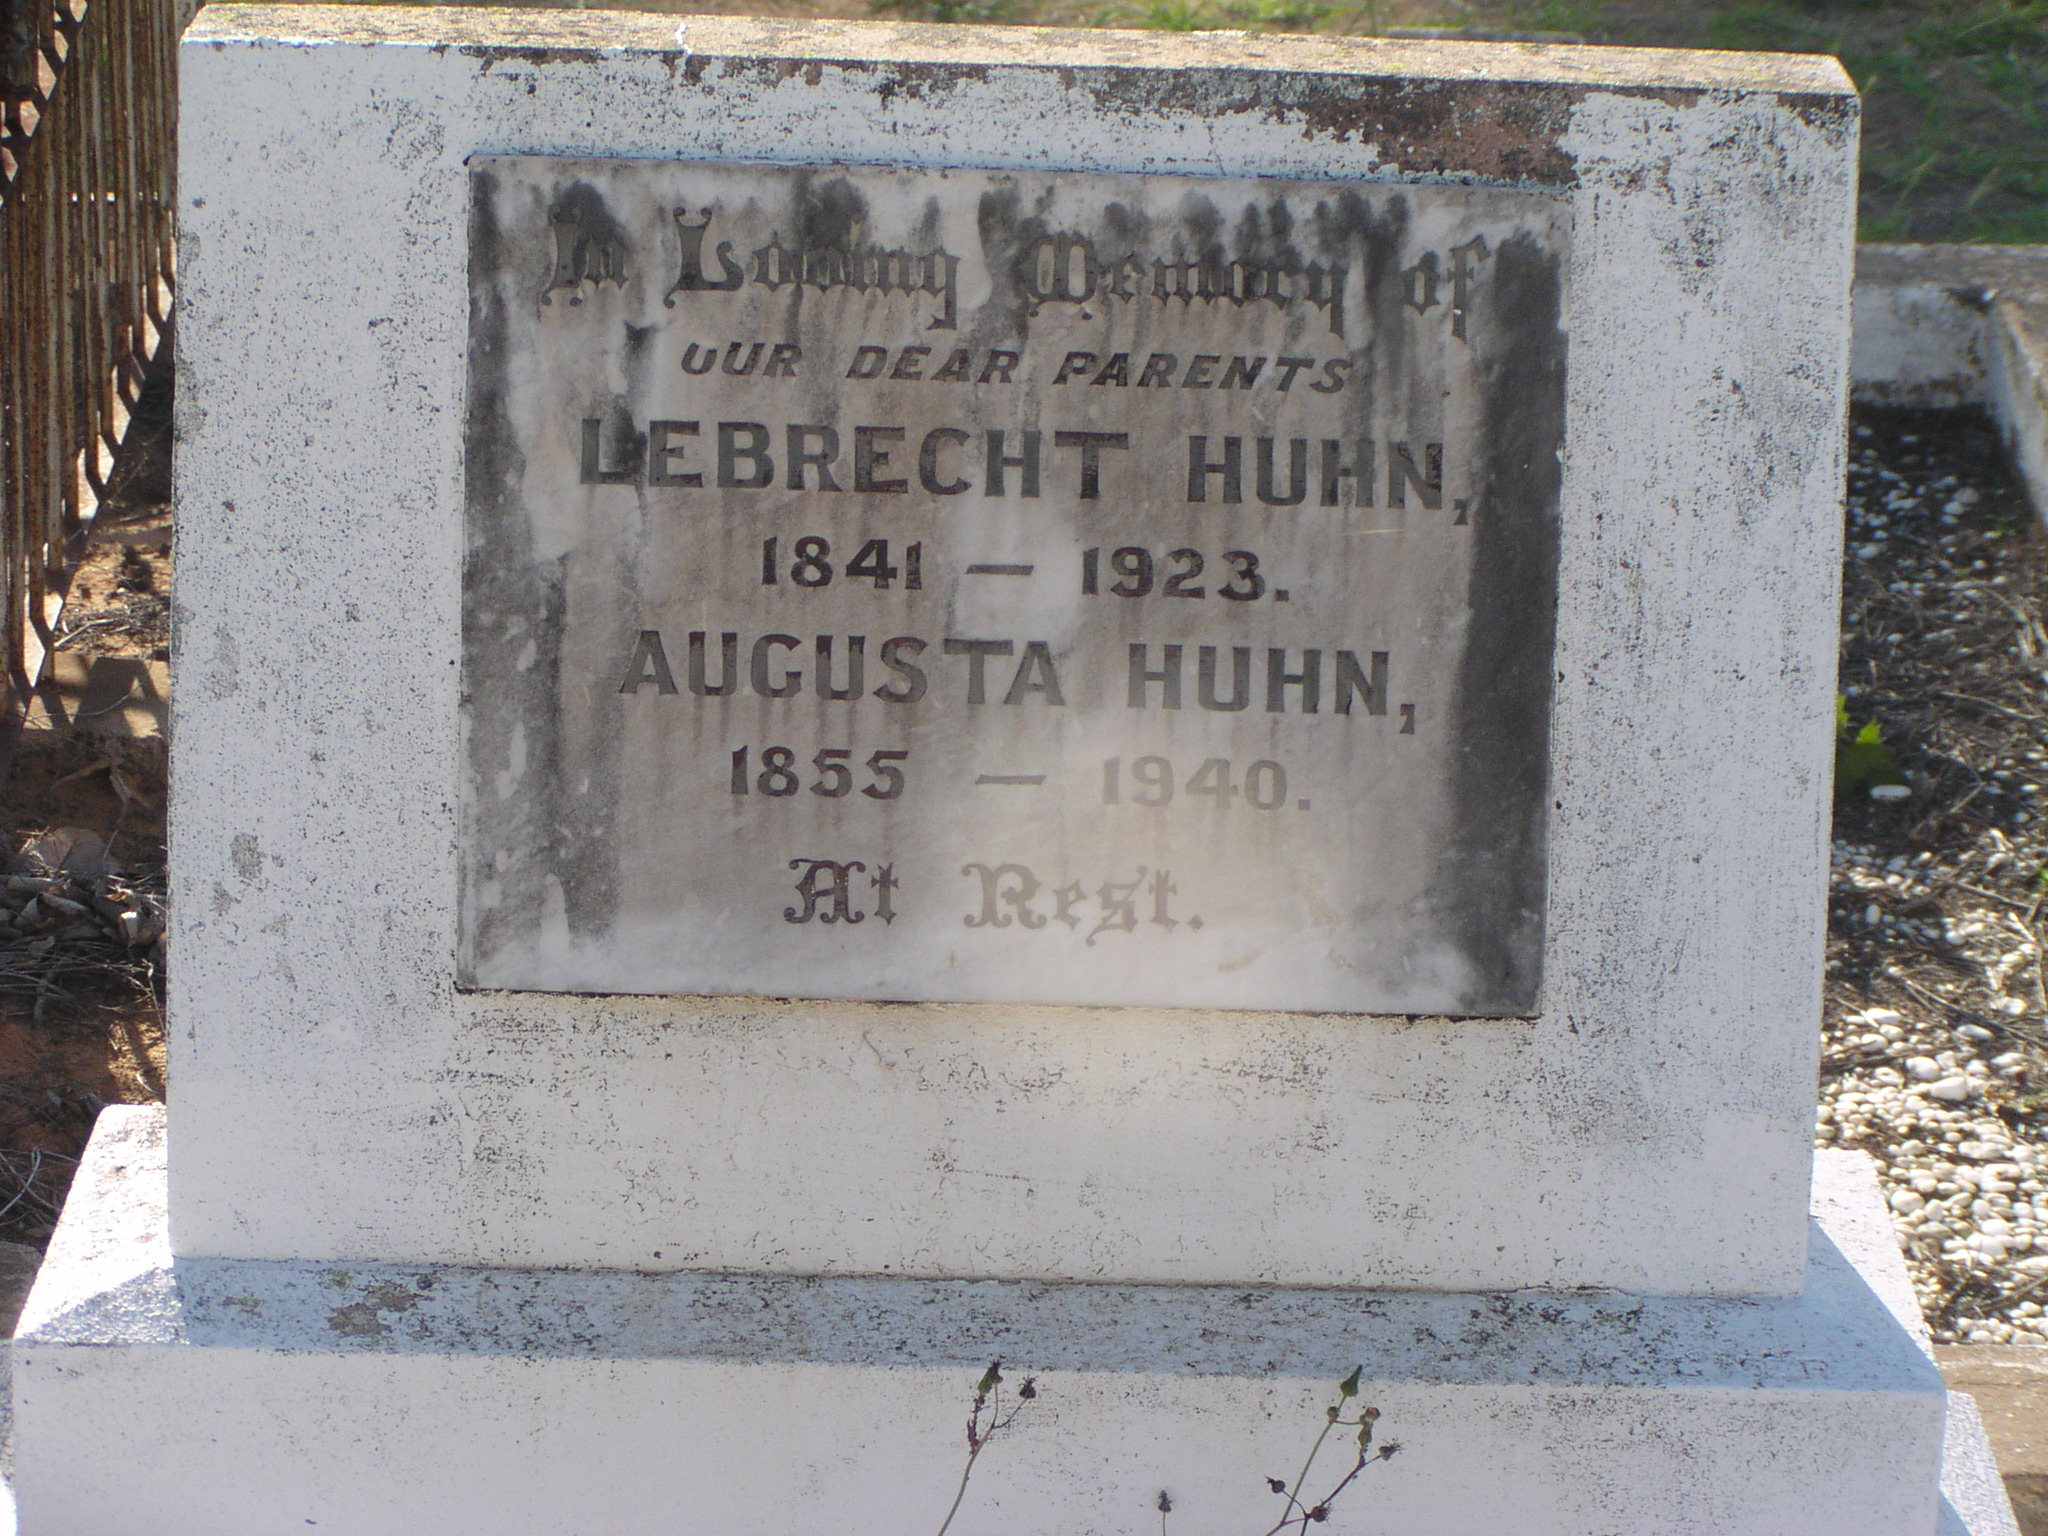 In Loving Memory of
OUR DEAR PARENTS
LEBRECHT HUHN,
1841 — 1923.
AUGUSTA HUHN,
1855 — 1940.
At Rest.